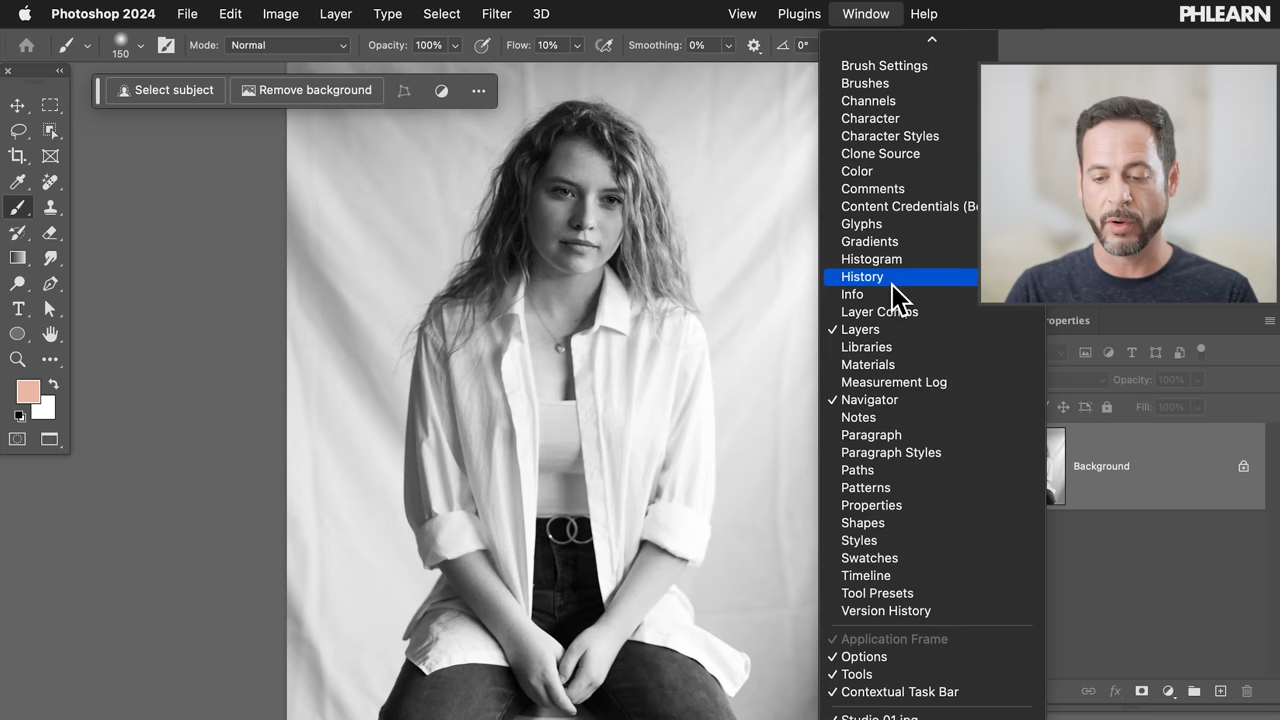 Photoshop 2024 File Edit Image Layer Type Select Filter 3D View Plugins Window Help
PHLEARN
150 Mode: Normal Opacity: 100% Flow: 10% Smoothing: 0% 0°
Select subject Remove background
Brush Settings
Brushes
Channels
Character
Character Styles
Clone Source
Color
Comments
Content Credentials (Be
Glyphs
Gradients
Histogram
History
Info
Layer Comps
Layers
Libraries
Materials
Measurement Log
Navigator
Notes
Paragraph
Paragraph Styles
Paths
Patterns
Properties
Shapes
Styles
Swatches
Timeline
Tool Presets
Version History
Application Frame
Options
Tools
Contextual Task Bar
Studio 01.jpg
roperties
Opacity: 100%
Fill: 100%
Background
fx